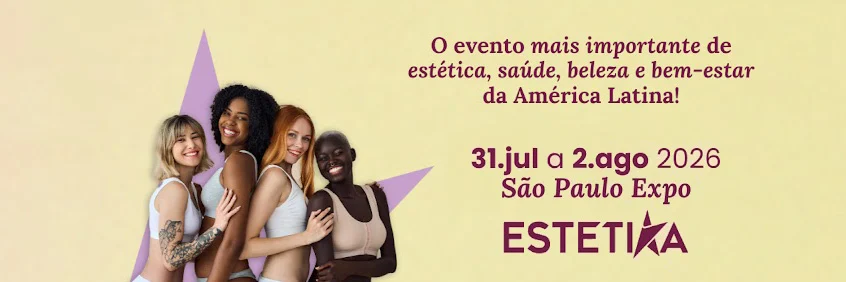 O evento mais importante de
estética, saúde, beleza e bem-estar
da América Latina!
31.jul a 2.ago 2026
São Paulo Expo
ESTETIKA